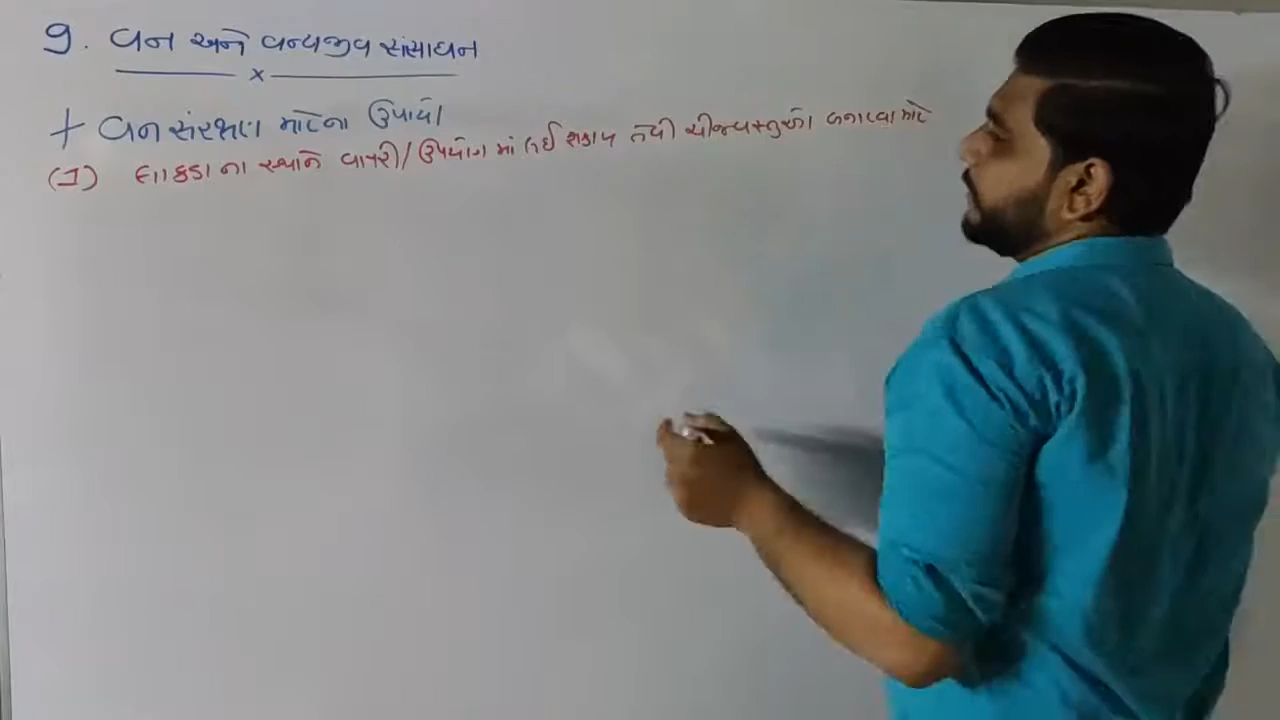 9. વન અને વન્યજીવ સંસાધન
x
+ વન સંરક્ષણ માટેના ઉપાયો
(1) લાકડા ના સ્થાને વાપરી/ઉપયોગ માં લઈ શકાય તેવી ચીજવસ્તુઓ બનાવવા માટે